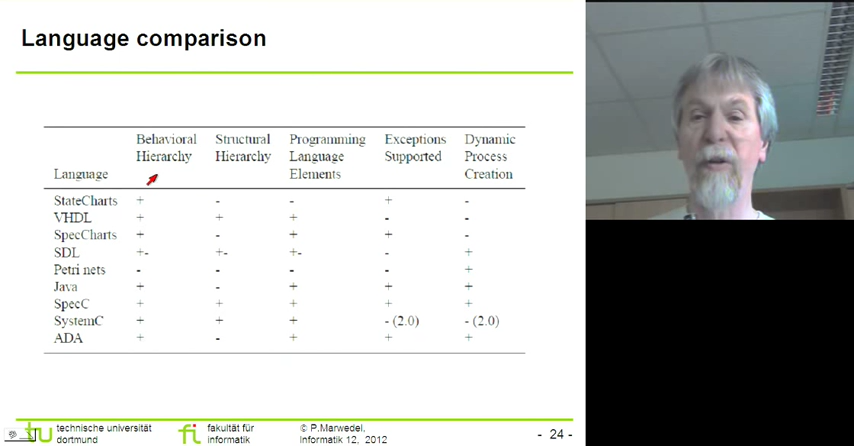 Language comparison
Behavioral Structural Programming Exceptions Dynamic
Hierarchy Hierarchy Language Supported Process
Language Elements Creation
StateCharts + - - + -
VHDL + + + - -
SpecCharts + - + + -
SDL +- +- +- - +
Petri nets - - - - +
Java + - + + +
SpecC + + + + +
SystemC + + + - (2.0) - (2.0)
ADA + - + + +
tu technische universität dortmund
fi fakultät für informatik
© P.Marwedel, Informatik 12, 2012
- 24 -